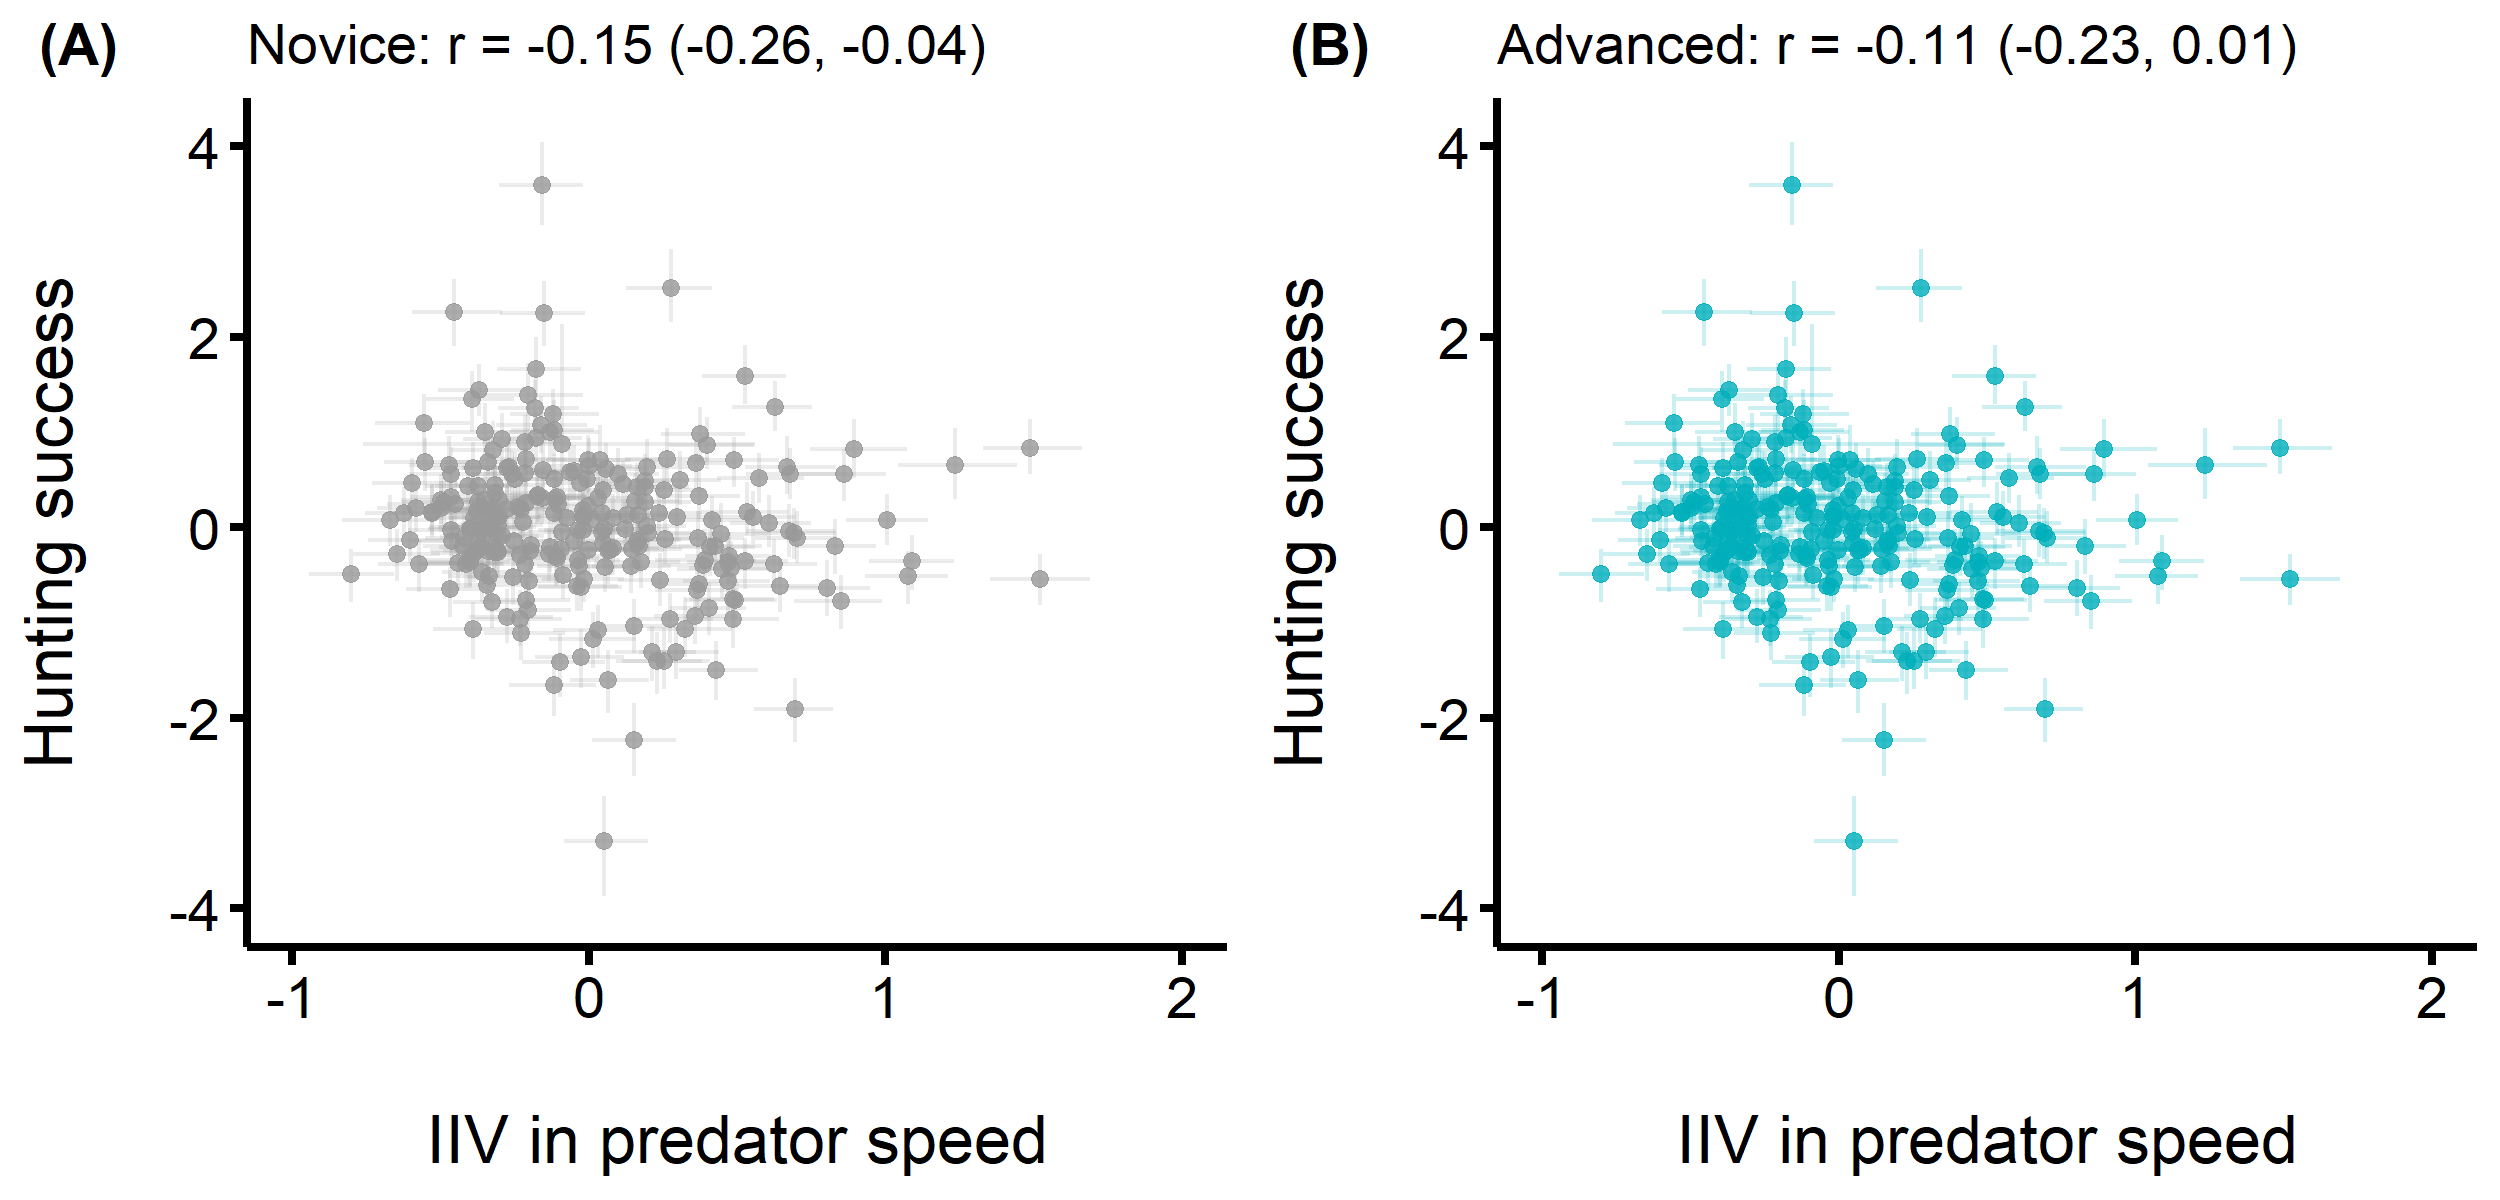 (A) Novice: r = -0.15 (-0.26, -0.04)
Hunting success
4
2
0
-2
-4
-1 0 1 2
IIV in predator speed
(B) Advanced: r = -0.11 (-0.23, 0.01)
Hunting success
4
2
0
-2
-4
-1 0 1 2
IIV in predator speed